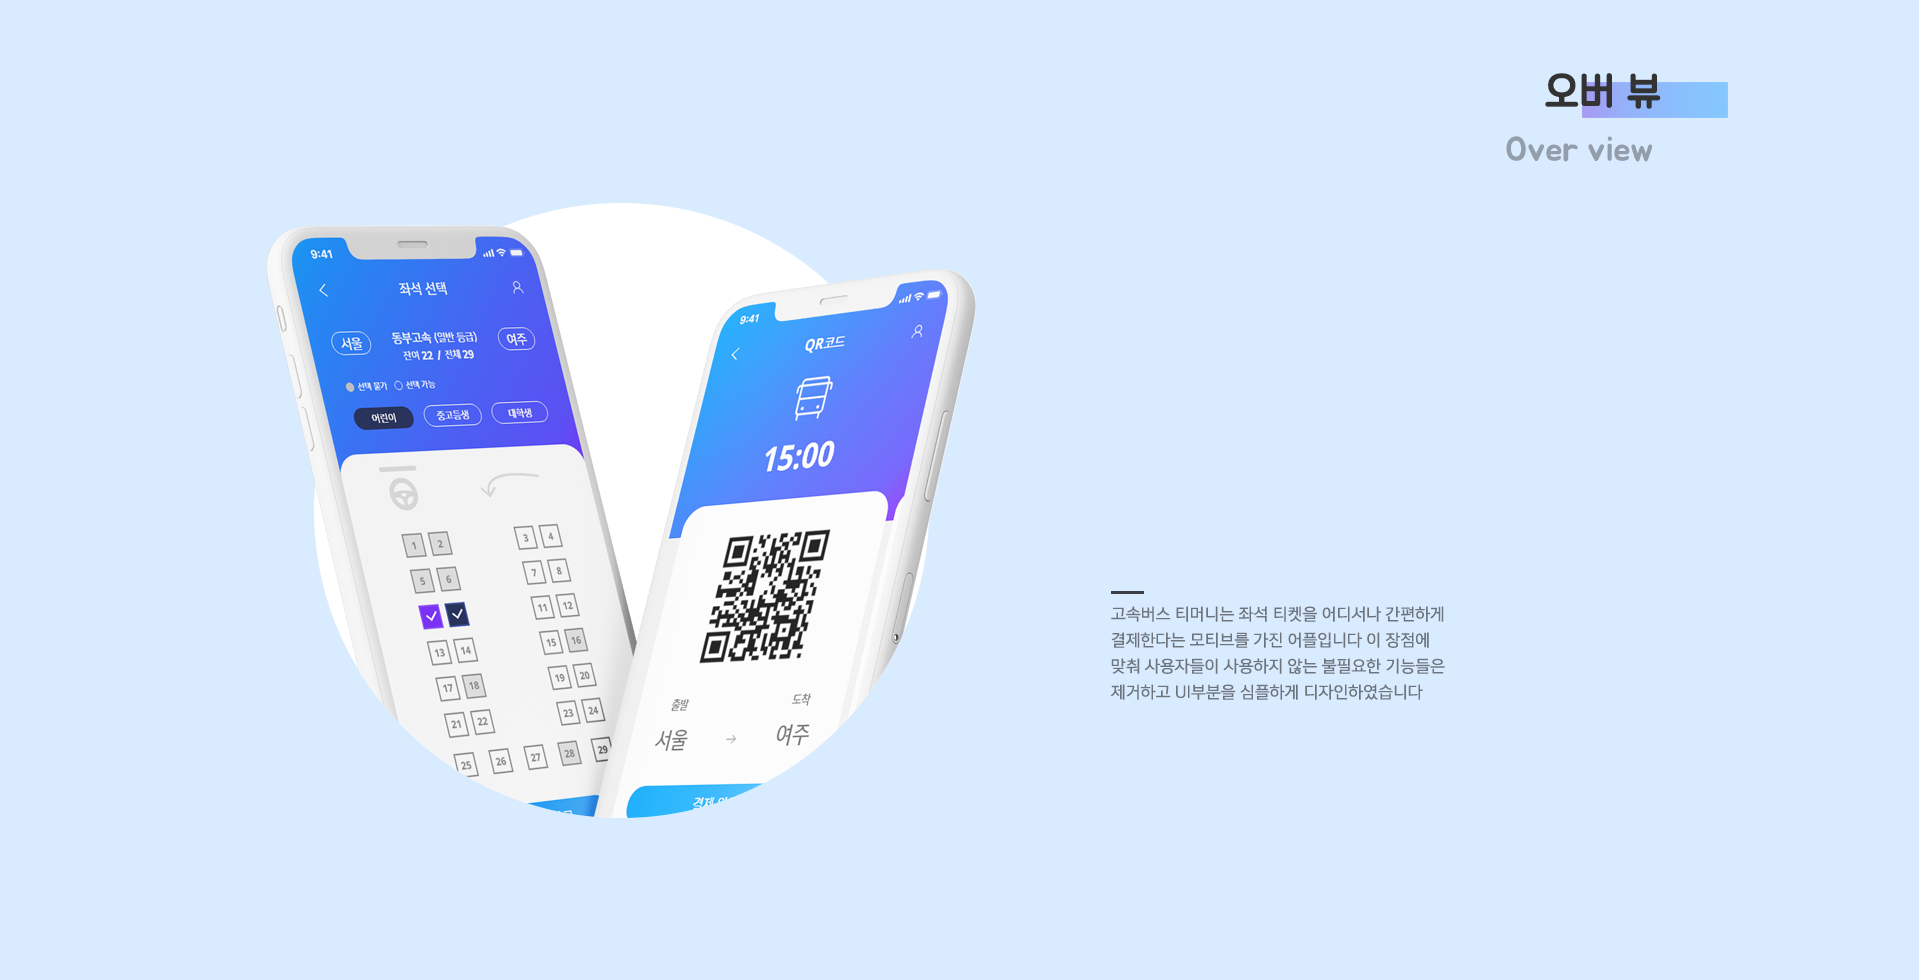 오버 뷰
Over view
9:41
좌석 선택
서울
동부고속 (일반 등급)
여주
잔여 22 / 전체 29
선택 불가 선택 가능
어린이 중고등생 대학생
1 2 3 4
5 6 7 8
11 12
13 14 15 16
17 18 19 20
21 22 23 24
25 26 27 28 29
9:41
QR코드
15:00
출발 도착
서울 → 여주
결제
고속버스 티머니는 좌석 티켓을 어디서나 간편하게
결제한다는 모티브를 가진 어플입니다 이 장점에
맞춰 사용자들이 사용하지 않는 불필요한 기능들은
제거하고 UI부분을 심플하게 디자인하였습니다